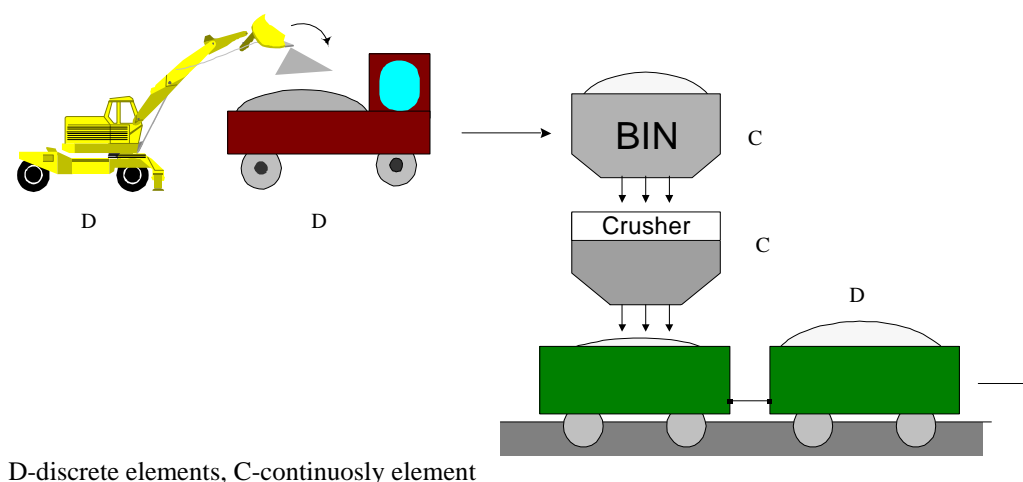 BIN
C
D
D
Crusher
C
D
D-discrete elements, C-continuosly element